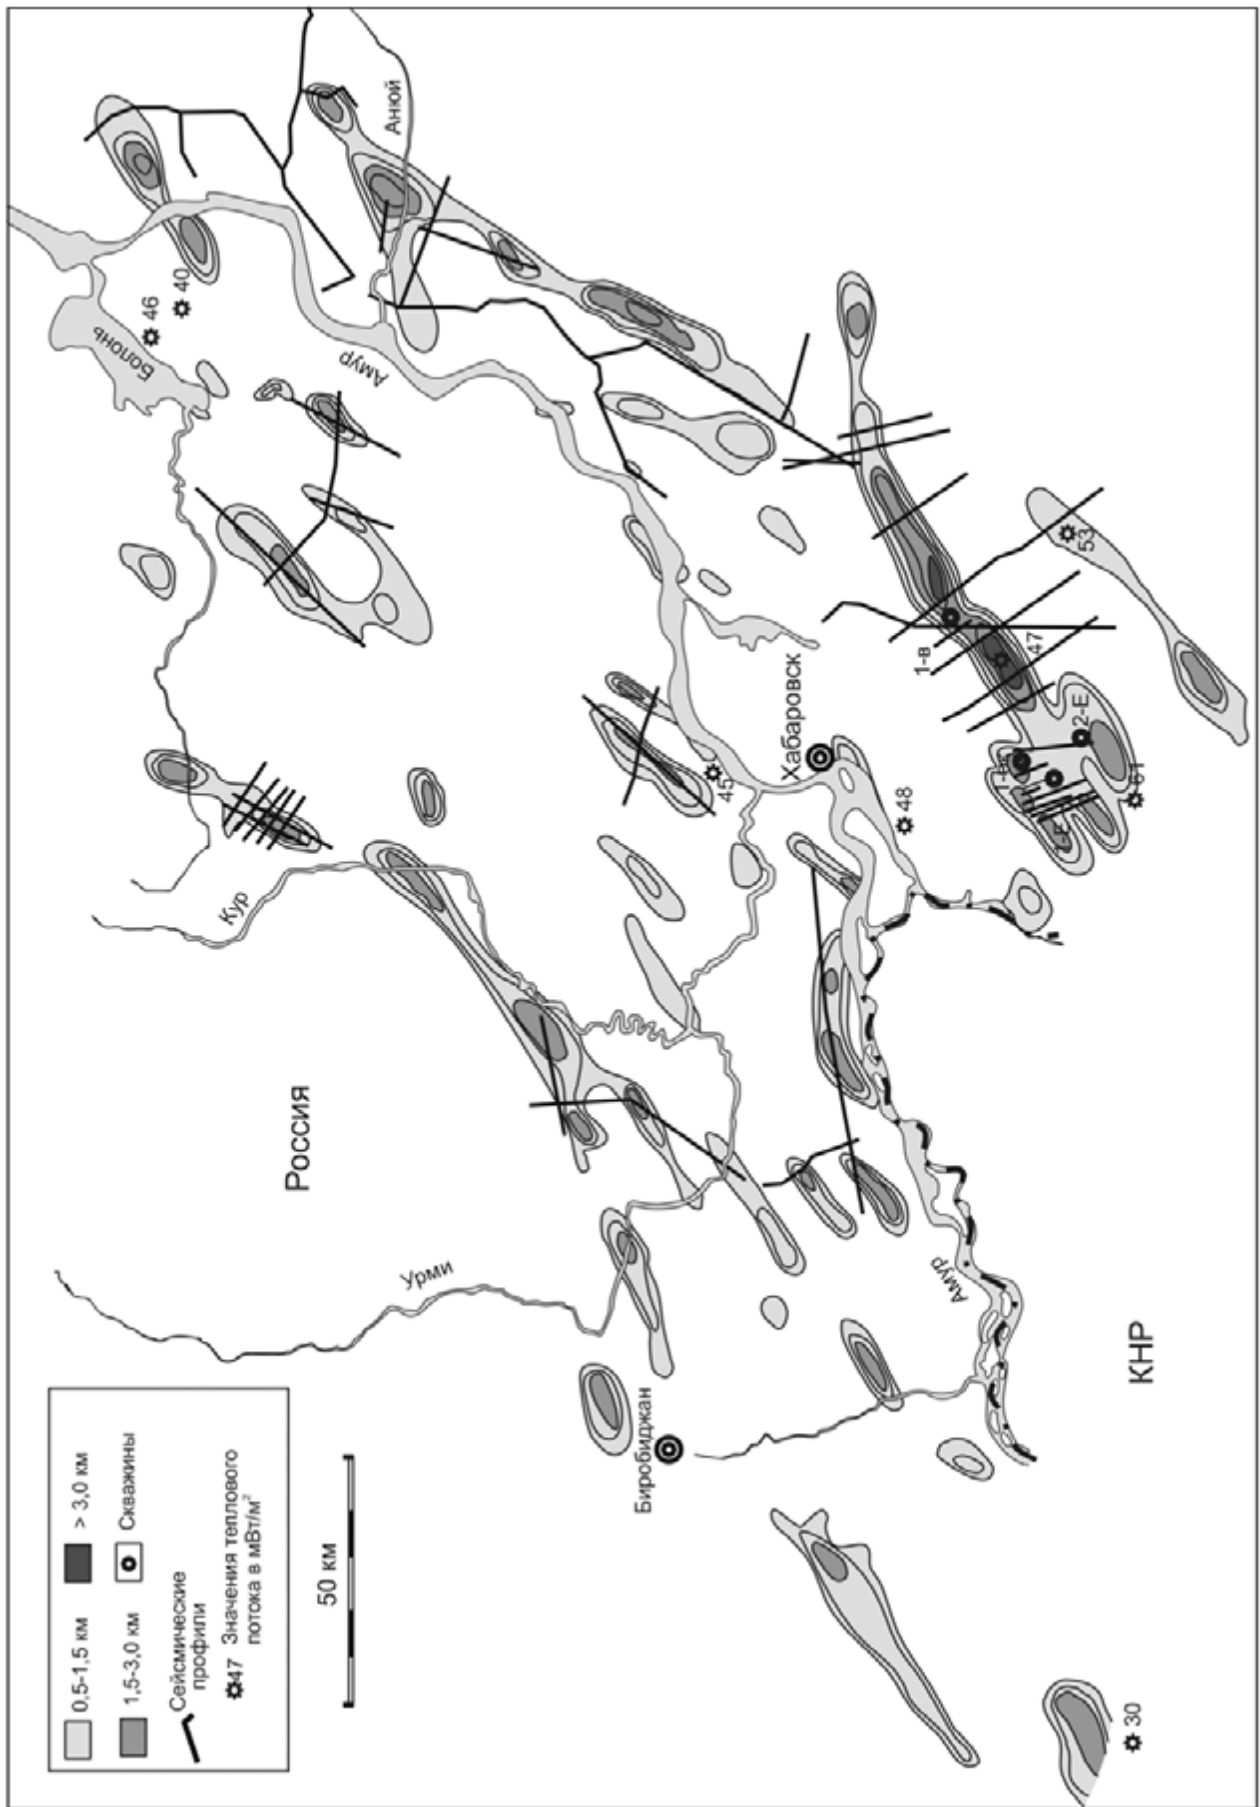 0,5-1,5 км
> 3,0 км
1,5-3,0 км
Скважины
Сейсмические
профили
47 Значения теплового
потока в мВт/м²
50 км
Россия
КНР
Биробиджан
Хабаровск
Урми
Кур
Амур
Амур
Болонь
Анюй
46
40
45
48
53
47
30
1-в
2-Е